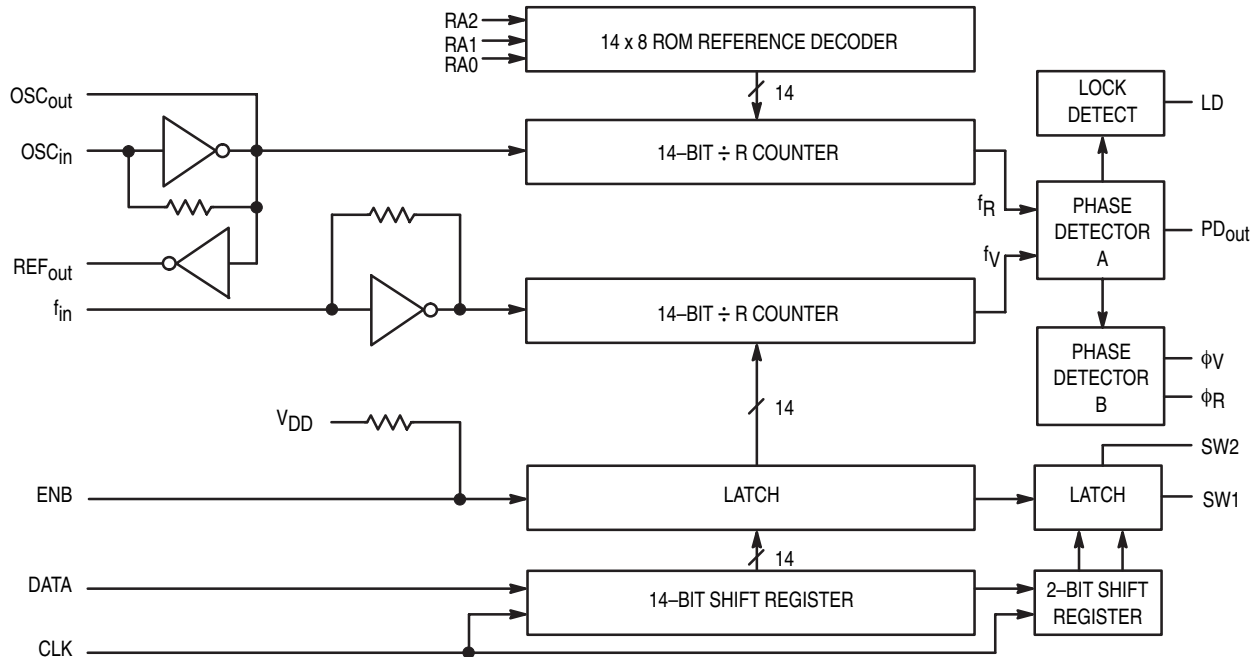 RA2
RA1
RA0
14 x 8 ROM REFERENCE DECODER
14
OSCout
OSCin
REFout
fin
14–BIT ÷ R COUNTER
fR
fV
14–BIT ÷ R COUNTER
LOCK
DETECT
LD
PHASE
DETECTOR
A
PDout
PHASE
DETECTOR
B
ϕV
ϕR
14
VDD
ENB
LATCH
LATCH
SW2
SW1
14
DATA
14–BIT SHIFT REGISTER
2–BIT SHIFT
REGISTER
CLK